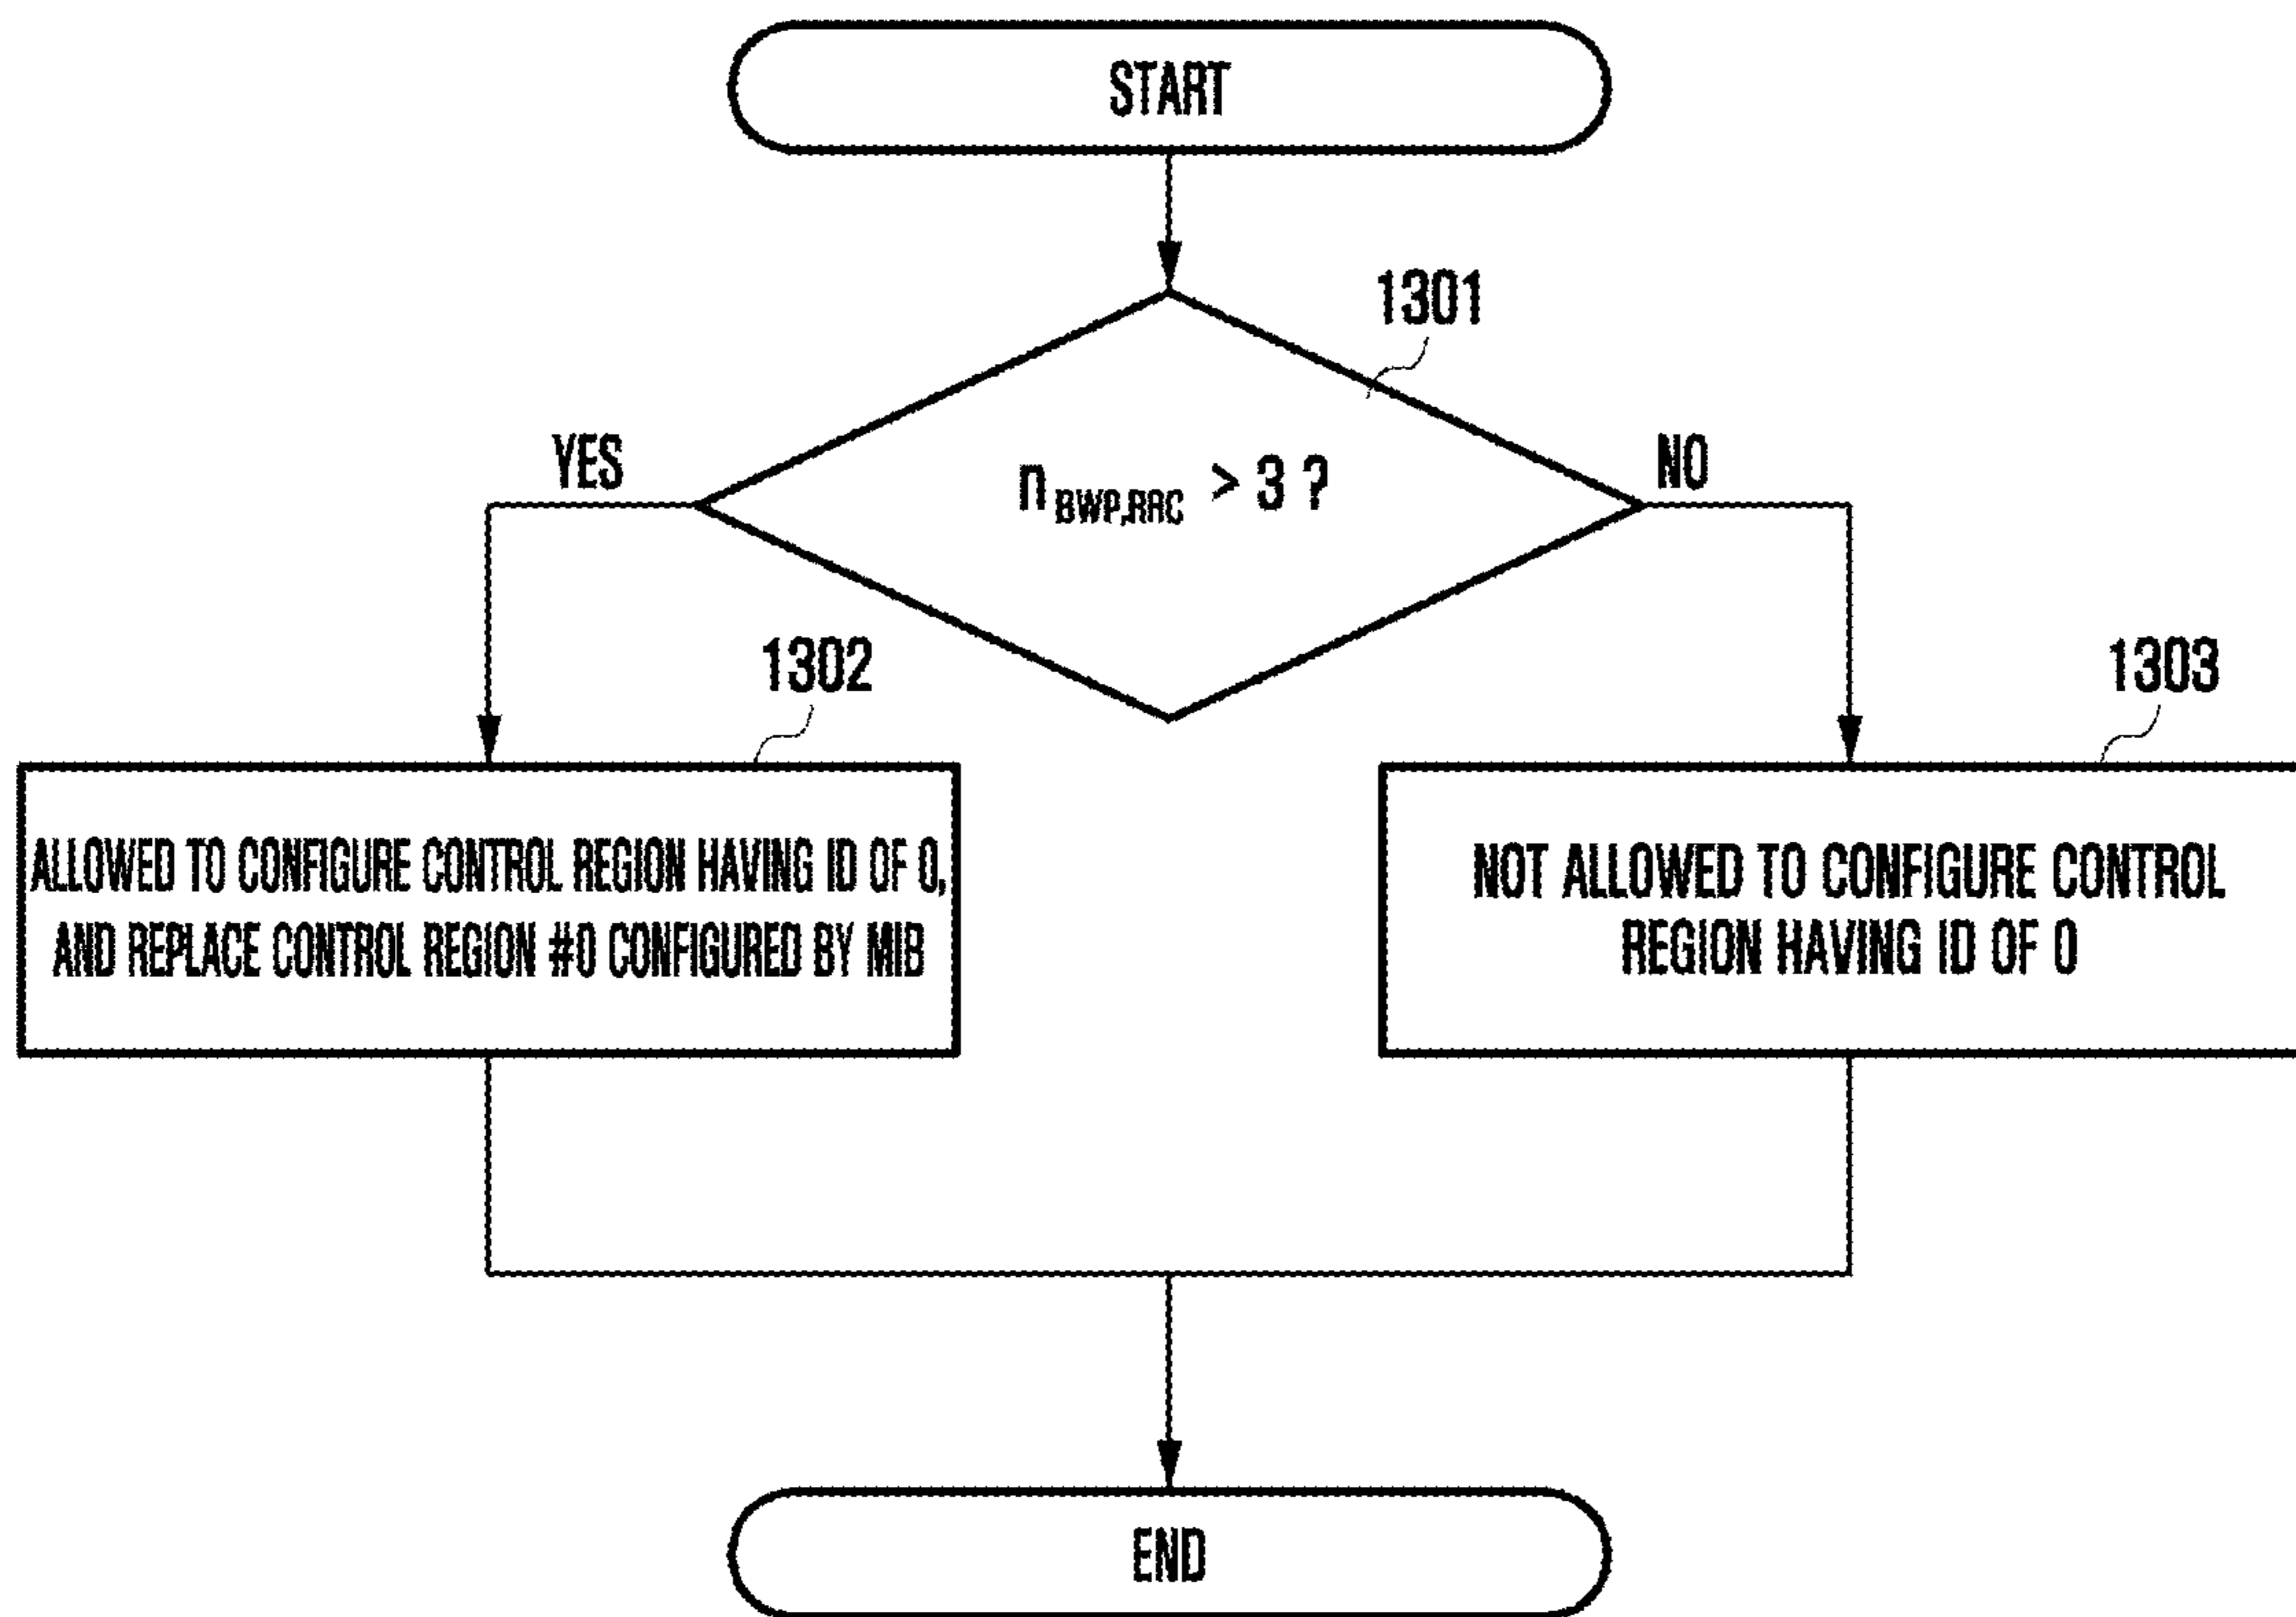 START
1301
YES
n BWP,RRC > 3 ?
NO
1302
1303
ALLOWED TO CONFIGURE CONTROL REGION HAVING ID OF 0,
AND REPLACE CONTROL REGION #0 CONFIGURED BY MIB
NOT ALLOWED TO CONFIGURE CONTROL
REGION HAVING ID OF 0
END